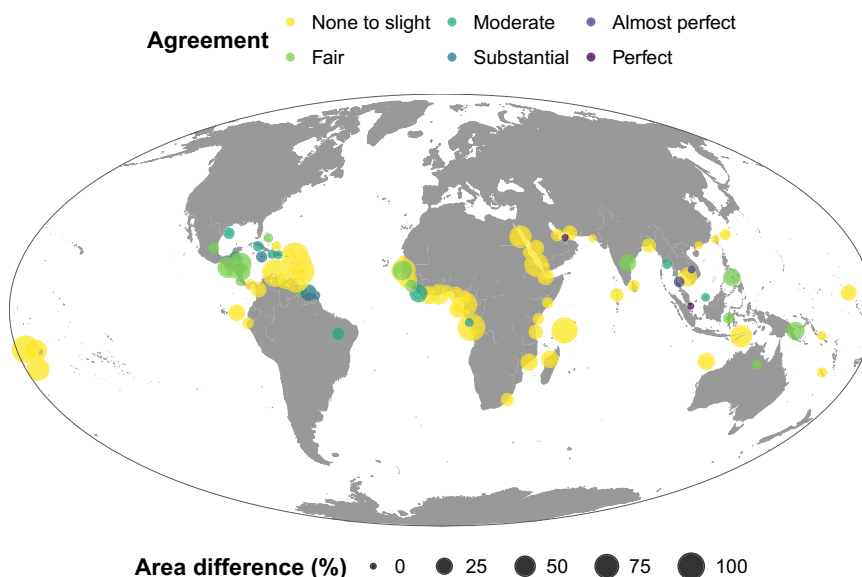 Agreement
None to slight Moderate Almost perfect
Fair Substantial Perfect
Area difference (%) 0 25 50 75 100